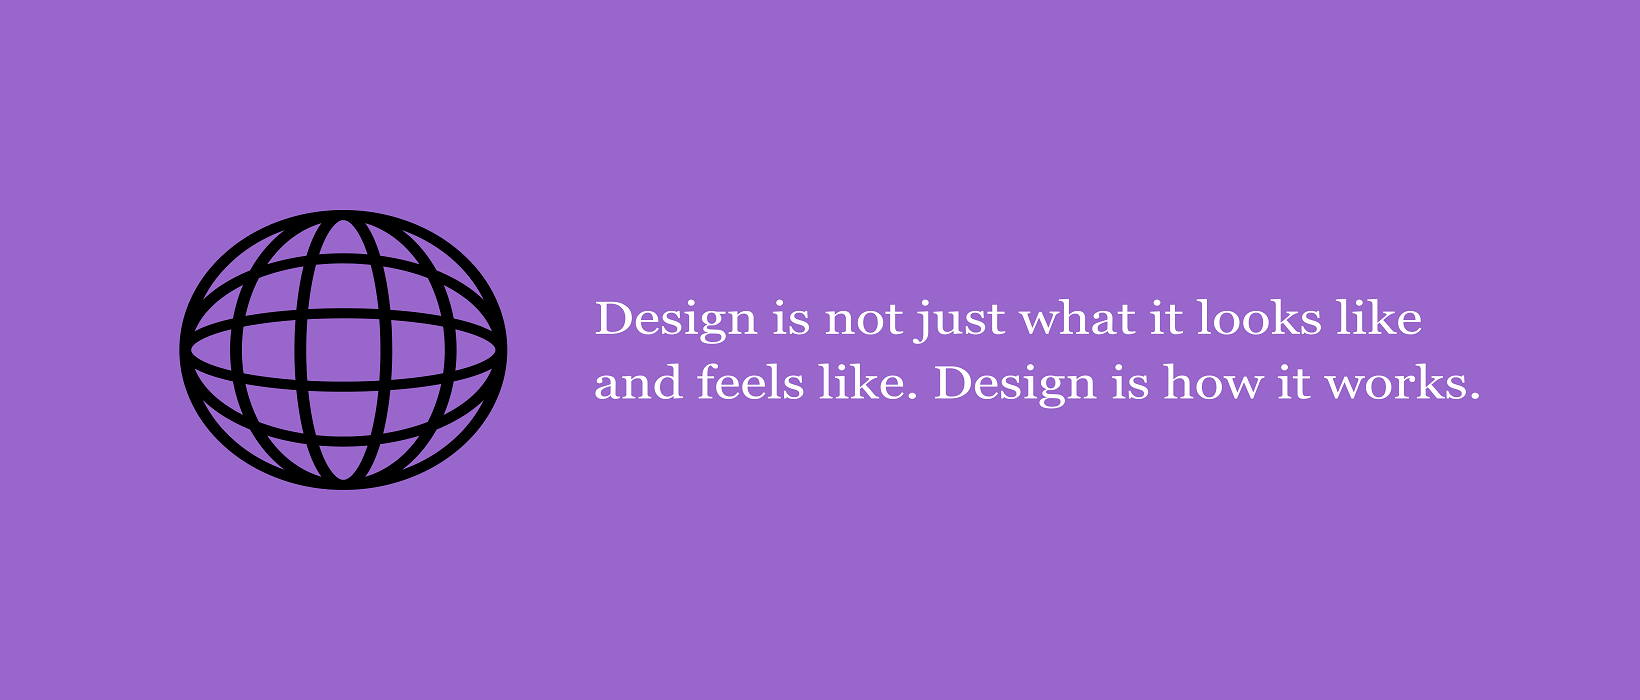 Design is not just what it looks like
and feels like. Design is how it works.